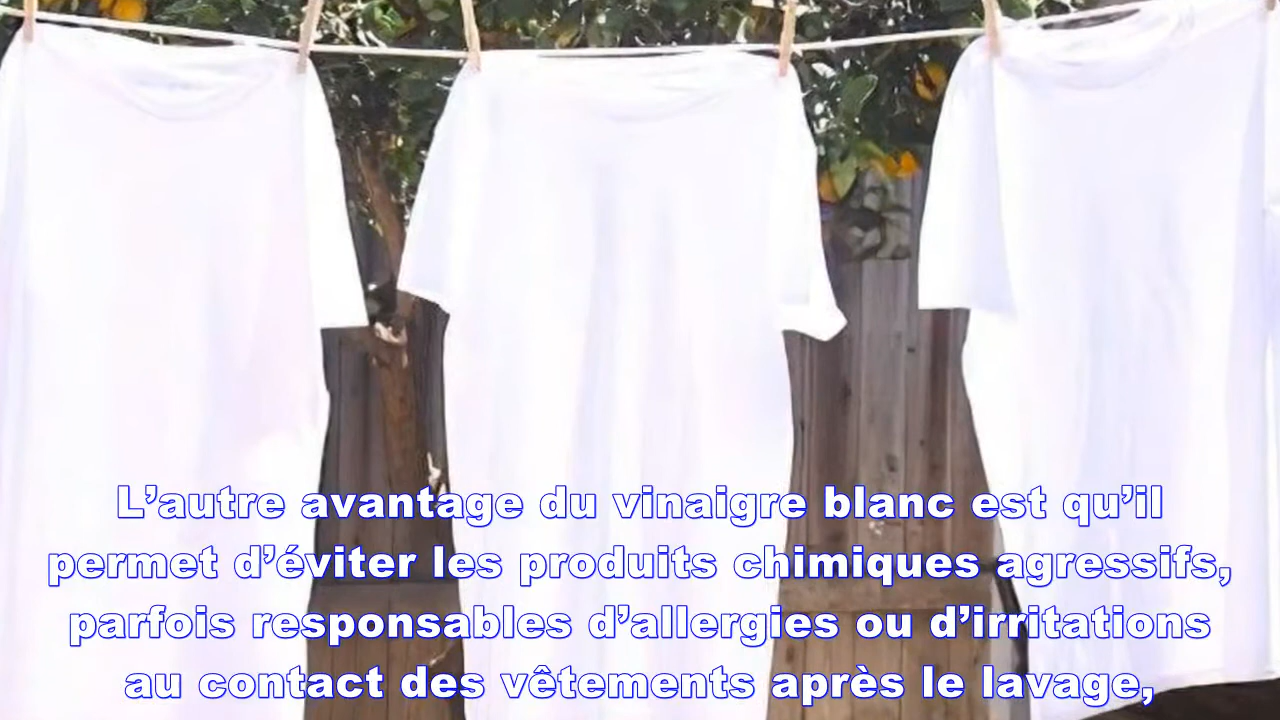 L’autre avantage du vinaigre blanc est qu’il
permet d’éviter les produits chimiques agressifs,
parfois responsables d’allergies ou d’irritations
au contact des vêtements après le lavage,